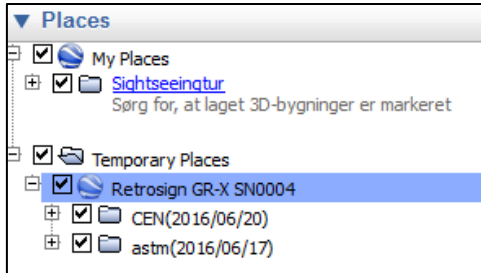 Places
My Places
Sightseeingtur
Sørg for, at laget 3D-bygninger er markeret
Temporary Places
Retrosign GR-X SN0004
CEN(2016/06/20)
astm(2016/06/17)